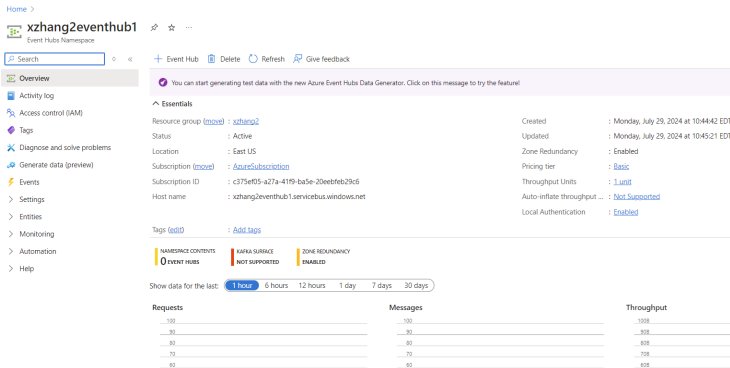 Home >
xzhang2eventhub1
Event Hubs Namespace
Search
Overview
Activity log
Access control (IAM)
Tags
Diagnose and solve problems
Generate data (preview)
Events
Settings
Entities
Monitoring
Automation
Help
Event Hub Delete Refresh Give feedback
You can start generating test data with the new Azure Event Hubs Data Generator. Click on this message to try the feature!
Essentials
Resource group (move) : xzhang2
Status : Active
Location : East US
Subscription (move) : AzureSubscription
Subscription ID : c375ef05-a27a-41f9-ba5e-20eebfeb29c6
Host name : xzhang2eventhub1.servicebus.windows.net
Created : Monday, July 29, 2024 at 10:44:42 EDT
Updated : Monday, July 29, 2024 at 10:45:21 EDT
Zone Redundancy : Enabled
Pricing tier : Basic
Throughput Units : 1 unit
Auto-inflate throughput ... : Not Supported
Local Authentication : Enabled
Tags (edit) : Add tags
NAMESPACE CONTENTS
0 EVENT HUBS
KAFKA SURFACE
NOT SUPPORTED
ZONE REDUNDANCY
ENABLED
Show data for the last: 1 hour 6 hours 12 hours 1 day 7 days 30 days
Requests
100
90
80
70
60
Messages
100
90
80
70
60
Throughput
100B
90B
80B
70B
60B